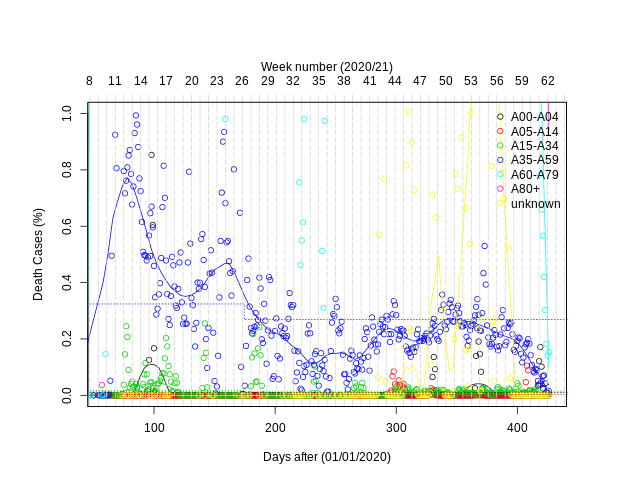 Week number (2020/21)
8 11 14 17 20 23 26 29 32 35 38 41 44 47 50 53 56 59 62
1.0
0.8
0.6
0.4
0.2
0.0
Death Cases (%)
A00-A04
A05-A14
A15-A34
A35-A59
A60-A79
A80+
unknown
100 200 300 400
Days after (01/01/2020)